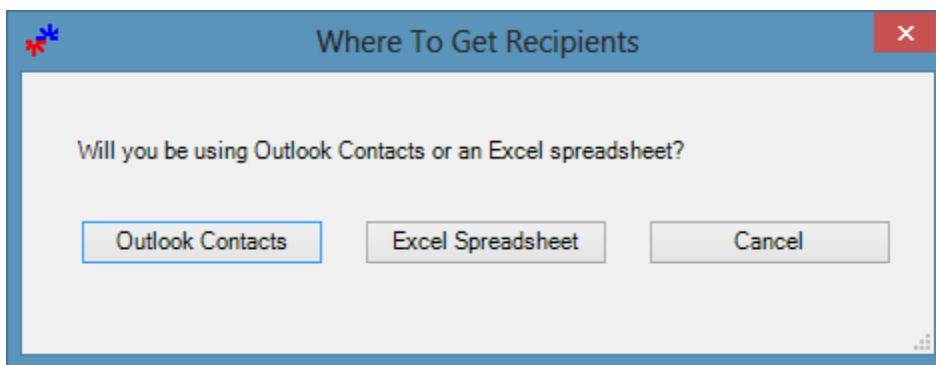 Where To Get Recipients
Will you be using Outlook Contacts or an Excel spreadsheet?
Outlook Contacts
Excel Spreadsheet
Cancel